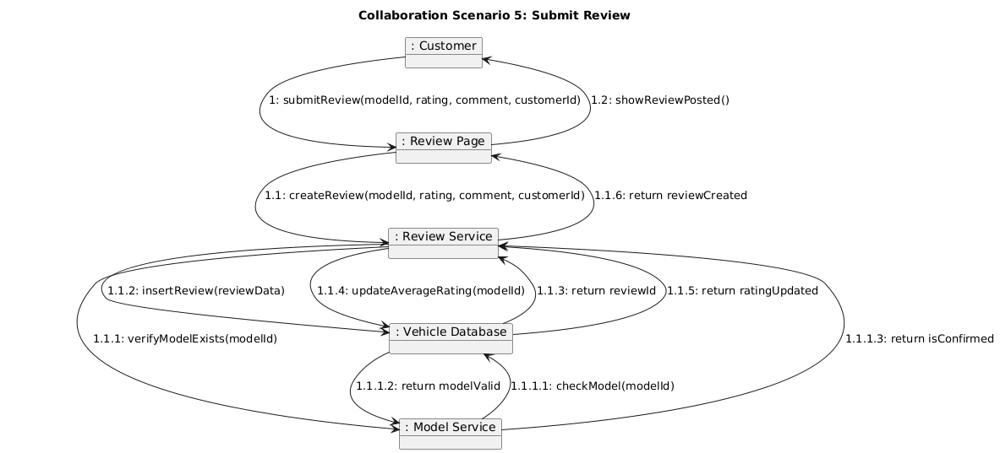 Collaboration Scenario 5: Submit Review
: Customer
1: submitReview(modelId, rating, comment, customerId)
1.2: showReviewPosted()
: Review Page
1.1: createReview(modelId, rating, comment, customerId)
1.1.6: return reviewCreated
: Review Service
1.1.2: insertReview(reviewData)
1.1.4: updateAverageRating(modelId)
1.1.3: return reviewId
1.1.5: return ratingUpdated
: Vehicle Database
1.1.1: verifyModelExists(modelId)
1.1.1.3: return isConfirmed
1.1.1.2: return modelValid
1.1.1.1: checkModel(modelId)
: Model Service